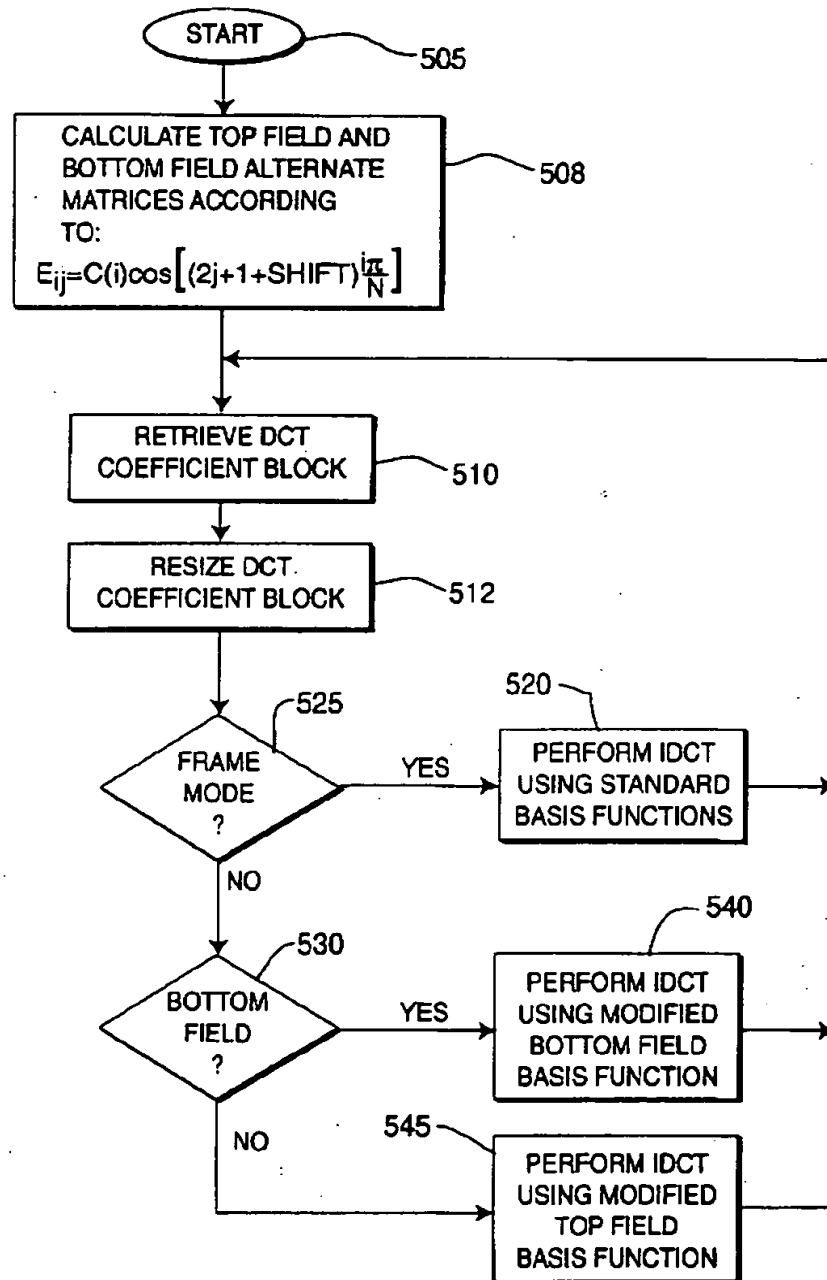 START
505
CALCULATE TOP FIELD AND
BOTTOM FIELD ALTERNATE
MATRICES ACCORDING
TO:
E_ij=C(i)cos[(2j+1+SHIFT)iπ/N]
508
RETRIEVE DCT
COEFFICIENT BLOCK
510
RESIZE DCT
COEFFICIENT BLOCK
512
525
FRAME
MODE
?
YES
520
PERFORM IDCT
USING STANDARD
BASIS FUNCTIONS
NO
530
BOTTOM
FIELD
?
YES
540
PERFORM IDCT
USING MODIFIED
BOTTOM FIELD
BASIS FUNCTION
NO
545
PERFORM IDCT
USING MODIFIED
TOP FIELD
BASIS FUNCTION